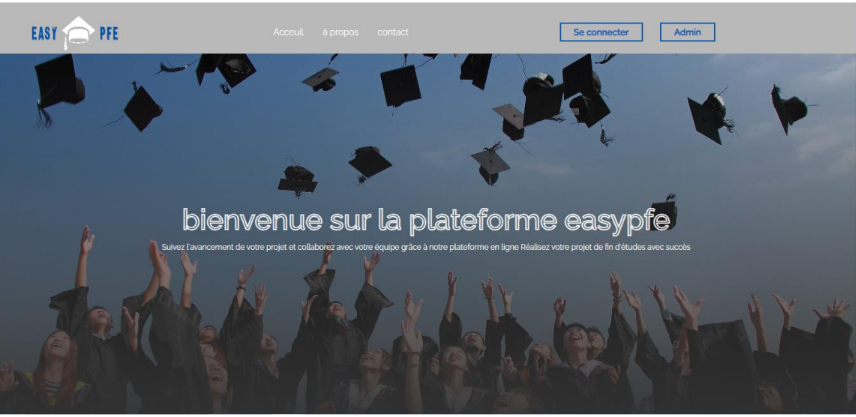 EASY PFE
Acceuil à propos contact
Se connecter Admin
bienvenue sur la plateforme easypfe
Suivez l'avancement de votre projet et collaborez avec votre équipe grâce à notre plateforme en ligne Réalisez votre projet de fin d'études avec succès